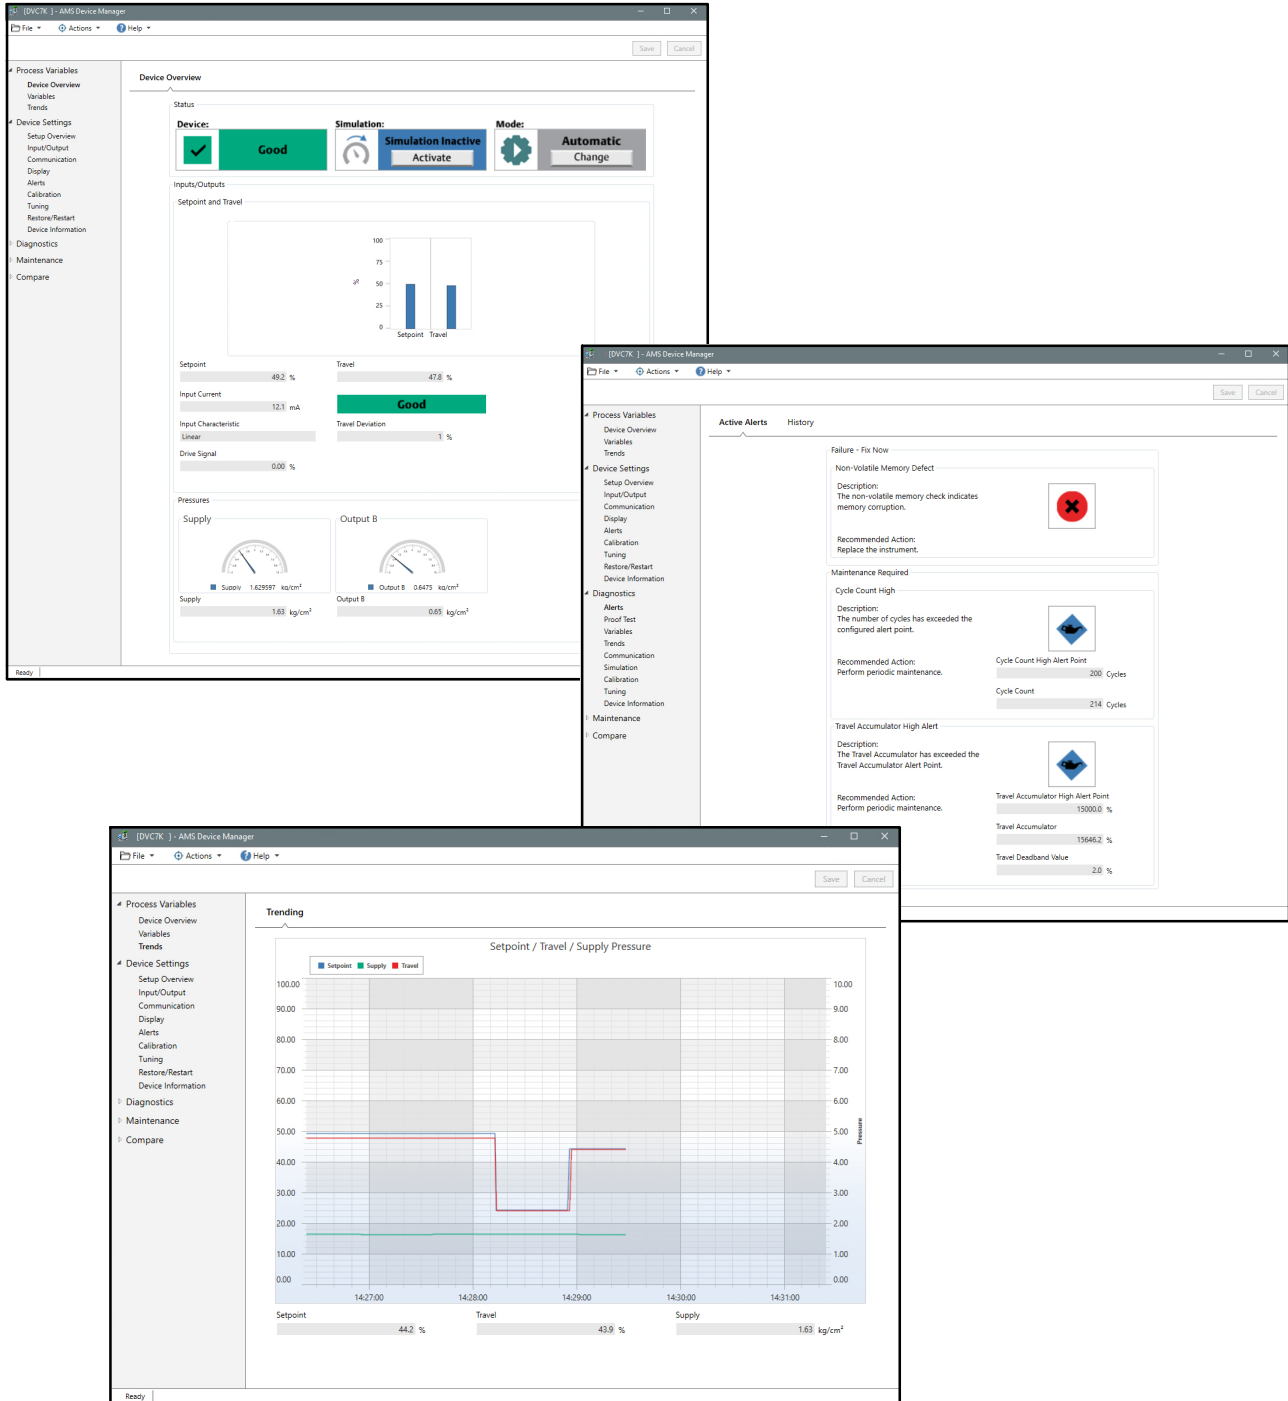 [DVC7K ] - AMS Device Manager
File Actions Help
Save Cancel
Process Variables
Device Overview
Variables
Trends
Device Settings
Setup Overview
Input/Output
Communication
Display
Alerts
Calibration
Tuning
Restore/Restart
Device Information
Diagnostics
Maintenance
Compare
Device Overview
Status
Device:
Good
Simulation:
Simulation Inactive
Activate
Mode:
Automatic
Change
Inputs/Outputs
Setpoint and Travel
100
75
%
50
25
0
Setpoint Travel
Setpoint
49.2 %
Travel
47.8 %
Input Current
12.1 mA
Good
Input Characteristic
Linear
Travel Deviation
1 %
Drive Signal
0.00 %
Pressures
Supply
Supply 1.629597 kg/cm²
Output B
Output B 0.6475 kg/cm²
Supply
1.63 kg/cm²
Output B
0.65 kg/cm²
Ready
[DVC7K ] - AMS Device Manager
File Actions Help
Save Cancel
Process Variables
Device Overview
Variables
Trends
Device Settings
Setup Overview
Input/Output
Communication
Display
Alerts
Calibration
Tuning
Restore/Restart
Device Information
Diagnostics
Alerts
Proof Test
Variables
Trends
Communication
Simulation
Calibration
Tuning
Device Information
Maintenance
Compare
Active Alerts History
Failure - Fix Now
Non-Volatile Memory Defect
Description:
The non-volatile memory check indicates
memory corruption.
Recommended Action:
Replace the instrument.
Maintenance Required
Cycle Count High
Description:
The number of cycles has exceeded the
configured alert point.
Recommended Action:
Perform periodic maintenance.
Cycle Count High Alert Point
200 Cycles
Cycle Count
214 Cycles
Travel Accumulator High Alert
Description:
The Travel Accumulator has exceeded the
Travel Accumulator Alert Point.
Recommended Action:
Perform periodic maintenance.
Travel Accumulator High Alert Point
15000.0 %
Travel Accumulator
15646.2 %
Travel Deadband Value
2.0 %
[DVC7K ] - AMS Device Manager
File Actions Help
Save Cancel
Process Variables
Device Overview
Variables
Trends
Device Settings
Setup Overview
Input/Output
Communication
Display
Alerts
Calibration
Tuning
Restore/Restart
Device Information
Diagnostics
Maintenance
Compare
Trending
Setpoint / Travel / Supply Pressure
Setpoint Supply Travel
100.00 10.00
90.00 9.00
80.00 8.00
70.00 7.00
60.00 6.00
50.00 5.00
Pressure
40.00 4.00
30.00 3.00
20.00 2.00
10.00 1.00
0.00 0.00
14:27:00 14:28:00 14:29:00 14:30:00 14:31:00
Setpoint
44.2 %
Travel
43.9 %
Supply
1.63 kg/cm²
Ready